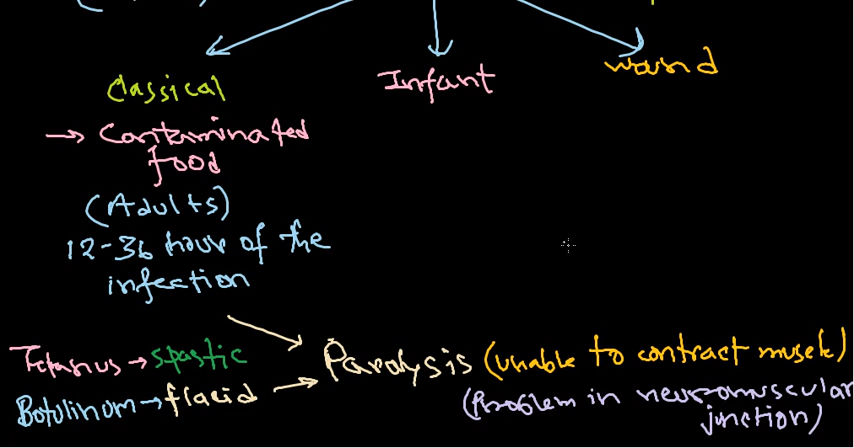 Classical
Infant
wound
→ Contaminated
food
(Adults)
12-36 hour of the
infection
Tetanus → spastic
Botulinum → flacid
Paralysis (unable to contract muscle)
(Problem in neuromuscular
junction)